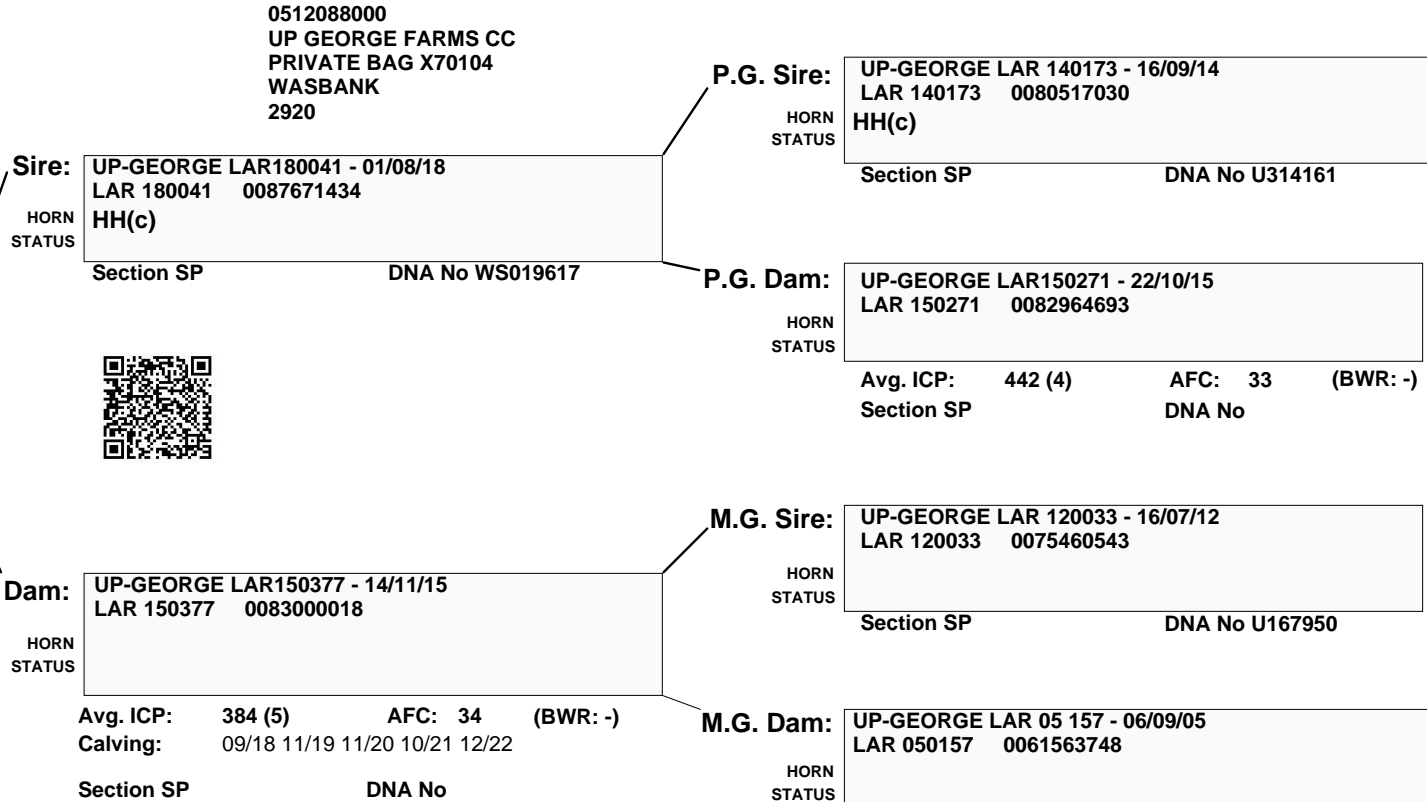 0512088000
UP GEORGE FARMS CC
PRIVATE BAG X70104
WASBANK
2920
Sire:
UP-GEORGE LAR180041 - 01/08/18
LAR 180041 0087671434
HORN STATUS
HH(c)
Section SP DNA No WS019617
P.G. Sire:
UP-GEORGE LAR 140173 - 16/09/14
LAR 140173 0080517030
HORN STATUS
HH(c)
Section SP DNA No U314161
P.G. Dam:
UP-GEORGE LAR150271 - 22/10/15
LAR 150271 0082964693
HORN
STATUS
Avg. ICP: 442 (4) AFC: 33 (BWR: -)
Section SP DNA No
Dam:
UP-GEORGE LAR150377 - 14/11/15
LAR 150377 0083000018
HORN
STATUS
Avg. ICP: 384 (5) AFC: 34 (BWR: -)
Calving: 09/18 11/19 11/20 10/21 12/22
Section SP DNA No
M.G. Sire:
UP-GEORGE LAR 120033 - 16/07/12
LAR 120033 0075460543
HORN
STATUS
Section SP DNA No U167950
M.G. Dam:
UP-GEORGE LAR 05 157 - 06/09/05
LAR 050157 0061563748
HORN
STATUS